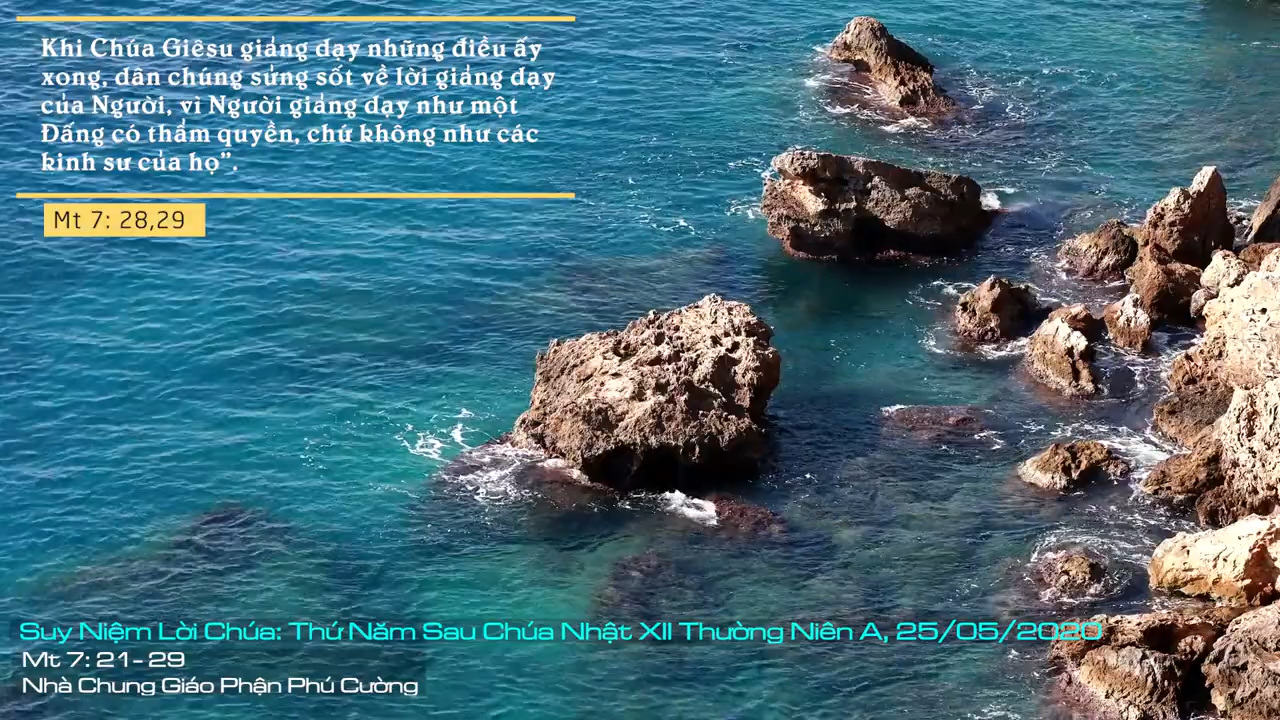 Khi Chúa Giêsu giảng dạy những điều ấy
xong, dân chúng sửng sốt về lời giảng dạy
của Người, vì Người giảng dạy như một
Đấng có thẩm quyền, chứ không như các
kinh sư của họ”.
Mt 7: 28,29
Suy Niệm Lời Chúa: Thứ Năm Sau Chúa Nhật XII Thường Niên A, 25/05/2020
Mt 7: 21- 29
Nhà Chung Giáo Phận Phú Cường